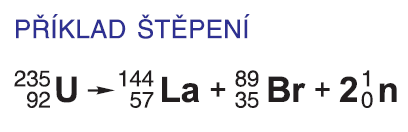 PŘÍKLAD ŠTĚPENÍ
²³⁵₉₂U → ¹⁴⁴₅₇La + ⁸⁹₃₅Br + 2¹₀n